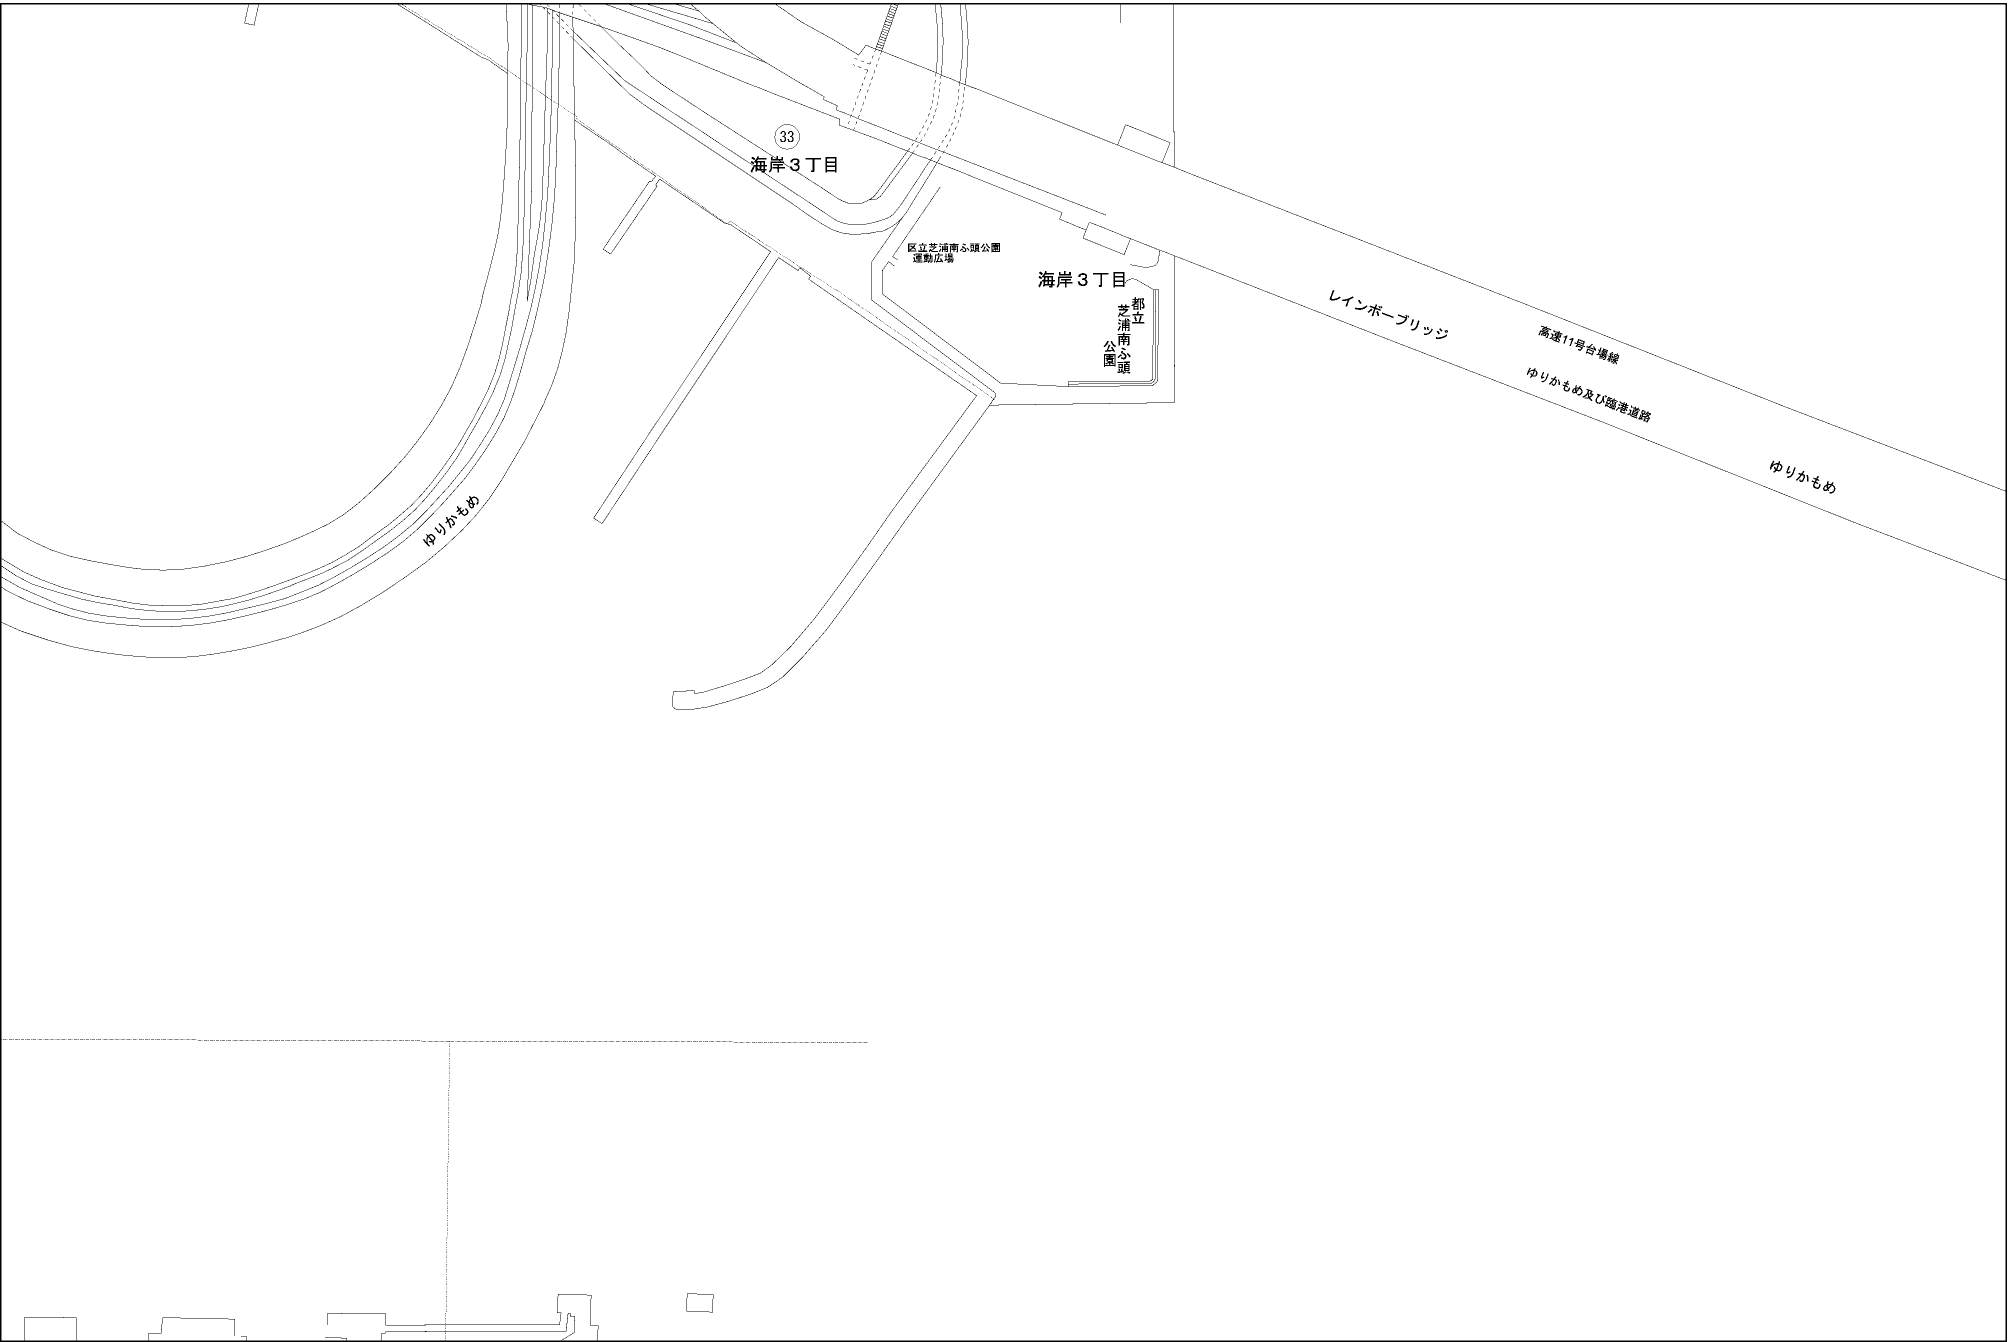 33
海岸３丁目
区立芝浦南ふ頭公園
運動広場
海岸３丁目
都立
芝浦南ふ頭
公園
レインボーブリッジ
高速11号台場線
ゆりかもめ及び臨港道路
ゆりかもめ
ゆりかもめ